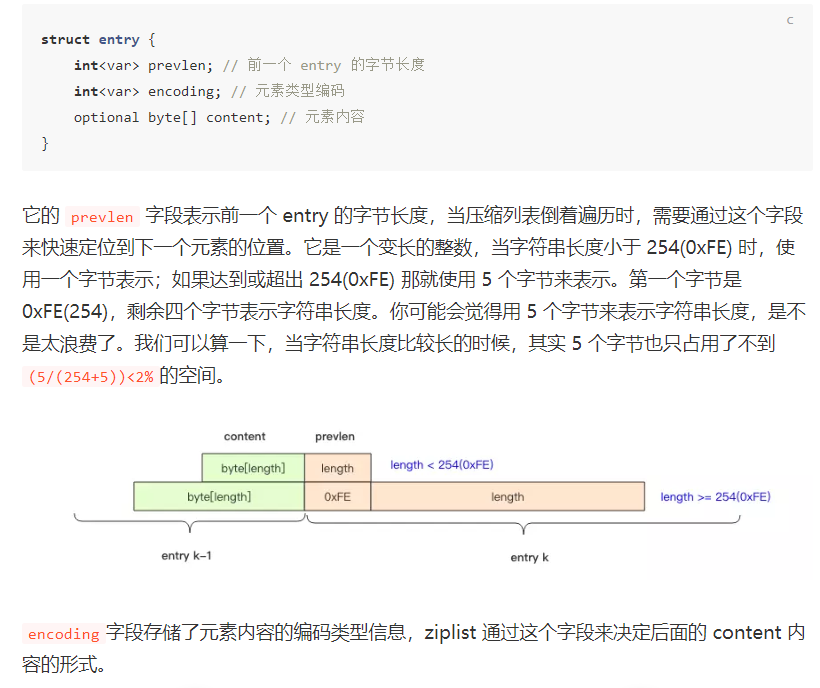 c
struct entry {
    int<var> prevlen; // 前一个 entry 的字节长度
    int<var> encoding; // 元素类型编码
    optional byte[] content; // 元素内容
}
它的 prevlen 字段表示前一个 entry 的字节长度，当压缩列表倒着遍历时，需要通过这个字段
来快速定位到下一个元素的位置。它是一个变长的整数，当字符串长度小于 254(0xFE) 时，使
用一个字节表示；如果达到或超出 254(0xFE) 那就使用 5 个字节来表示。第一个字节是
0xFE(254)，剩余四个字节表示字符串长度。你可能会觉得用 5 个字节来表示字符串长度，是不
是太浪费了。我们可以算一下，当字符串长度比较长的时候，其实 5 个字节也只占用了不到
(5/(254+5))<2% 的空间。
content prevlen
byte[length] length length < 254(0xFE)
byte[length] 0xFE length length >= 254(0xFE)
entry k-1 entry k
encoding 字段存储了元素内容的编码类型信息，ziplist 通过这个字段来决定后面的 content 内
容的形式。